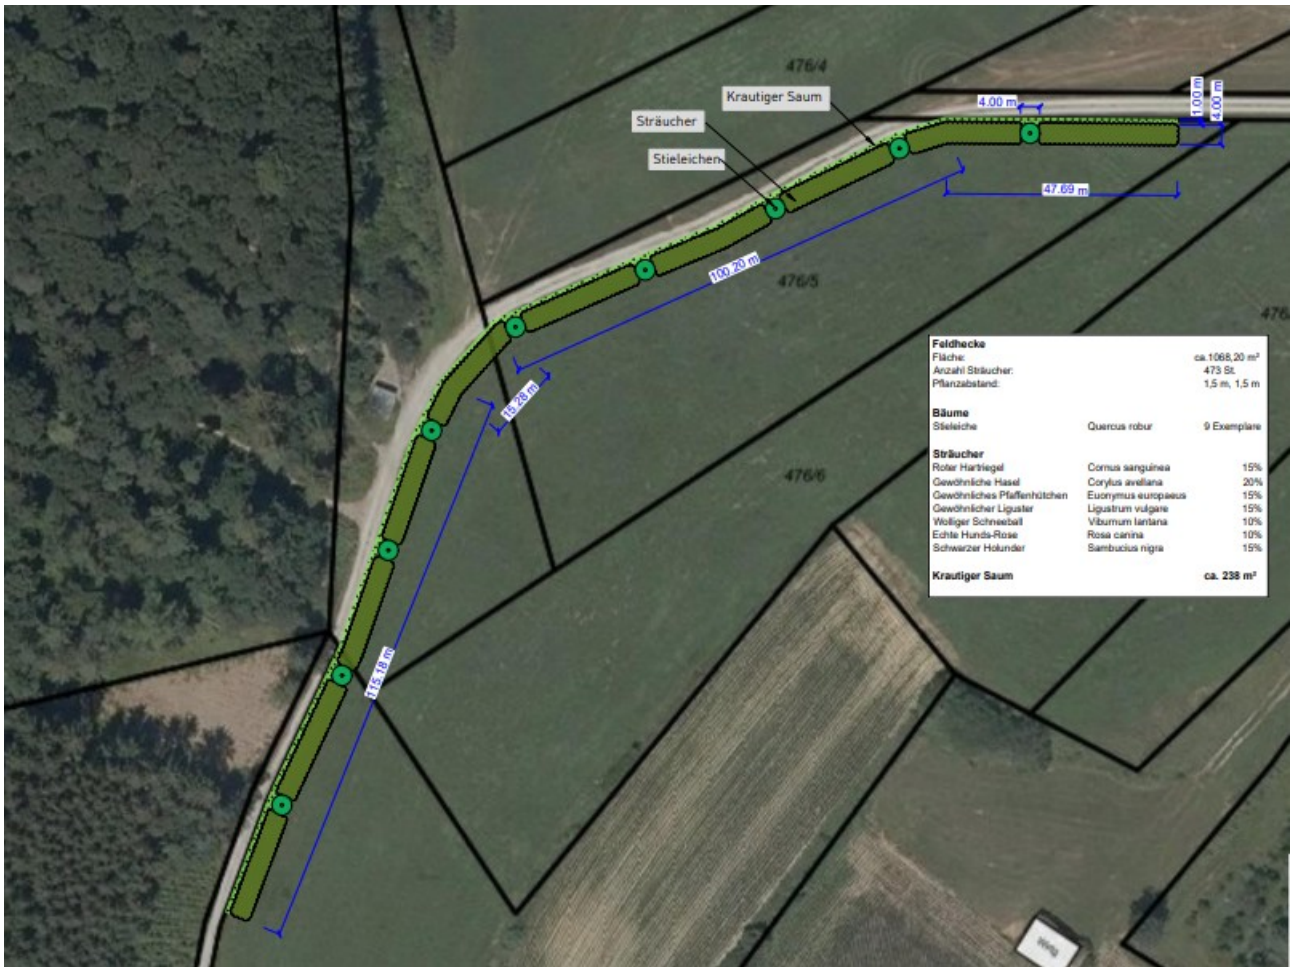 476/4
Krautiger Saum
4.00 m
1.00 m
4.00 m
Sträucher
Stieleichen
47.69 m
100.20 m
476/5
476
15.28 m
476/6
115.18 m
Feldhecke
Fläche: ca.1068,20 m²
Anzahl Sträucher: 473 St.
Pflanzabstand: 1,5 m, 1,5 m
Bäume
Stieleiche Quercus robur 9 Exemplare
Sträucher
Roter Hartriegel Cornus sanguinea 15%
Gewöhnliche Hasel Corylus avellana 20%
Gewöhnliches Pfaffenhütchen Euonymus europaeus 15%
Gewöhnlicher Liguster Ligustrum vulgare 15%
Wolliger Schneeball Viburnum lantana 10%
Echte Hunds-Rose Rosa canina 10%
Schwarzer Holunder Sambucius nigra 15%
Krautiger Saum ca. 238 m²